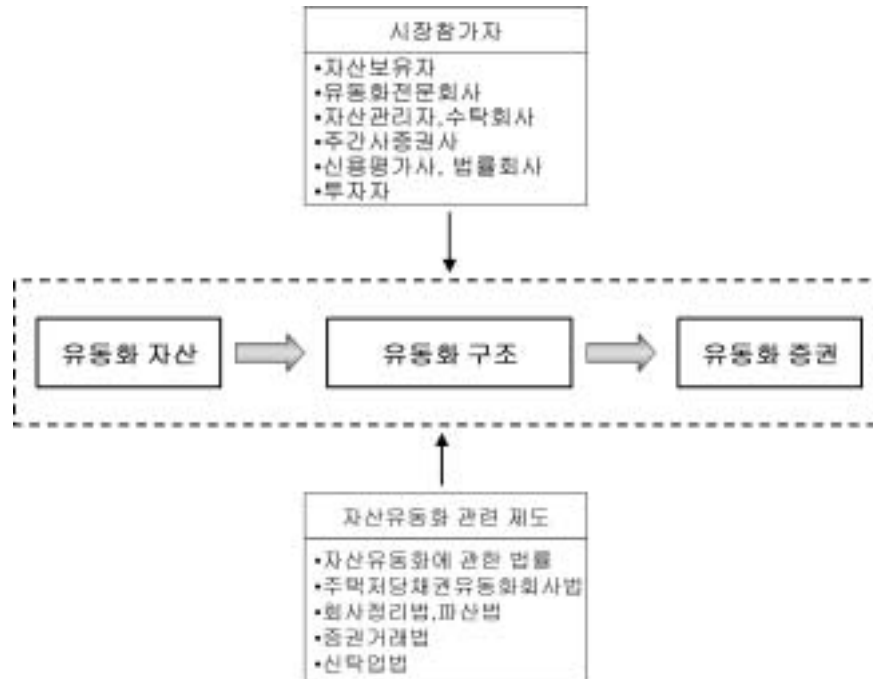 시장참가자
•자산보유자
•유동화전문회사
•자산관리자,수탁회사
•주간사증권사
•신용평가사, 법률회사
•투자자
유동화 자산
유동화 구조
유동화 증권
자산유동화 관련 제도
•자산유동화에 관한 법률
•주택저당채권유동화회사법
•회사정리법,파산법
•증권거래법
•신탁업법